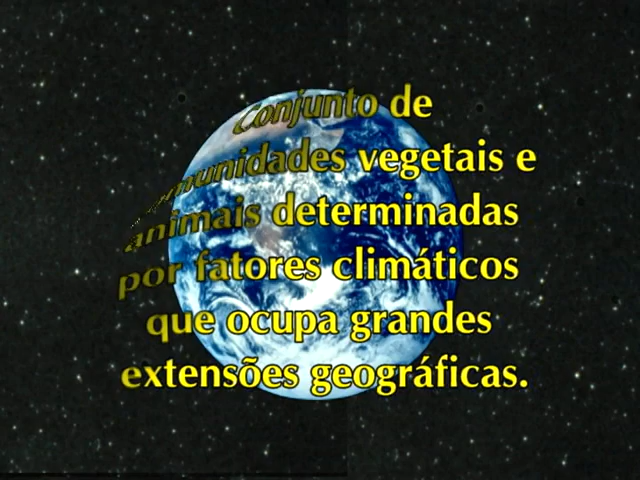 Conjunto de
comunidades vegetais e
animais determinadas
por fatores climáticos
que ocupa grandes
extensões geográficas.